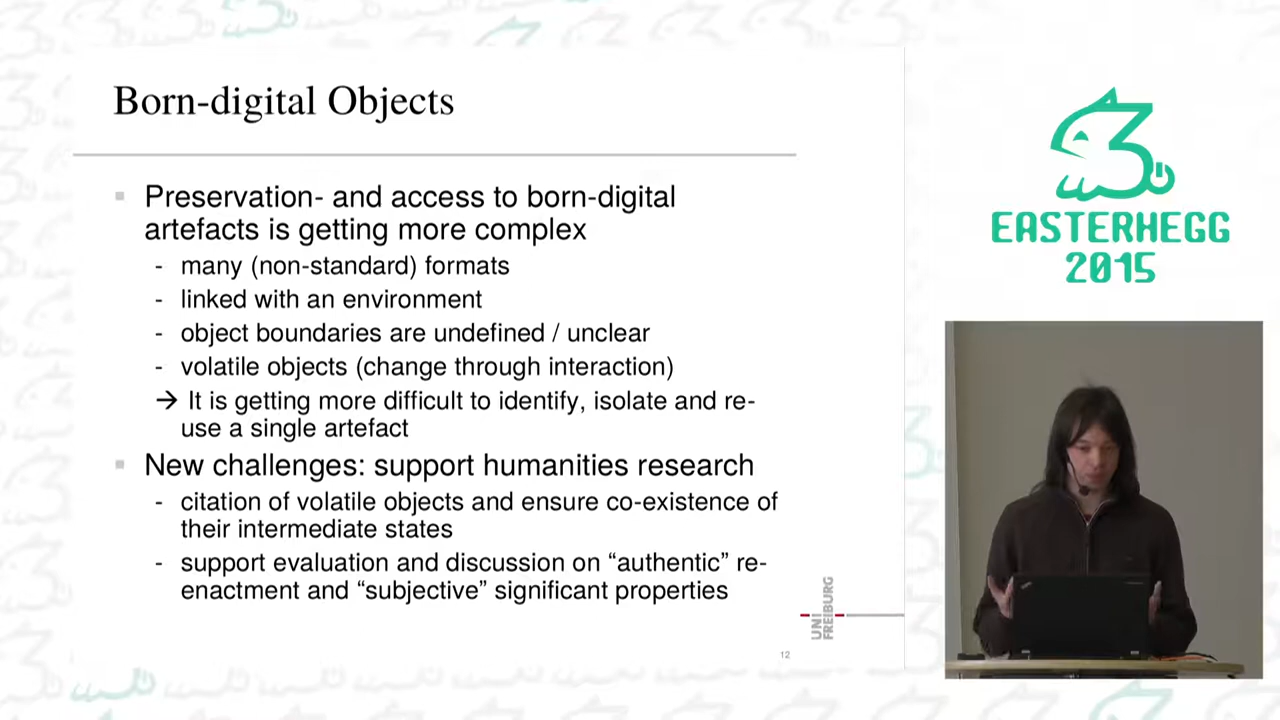 Born-digital Objects
Preservation- and access to born-digital
artefacts is getting more complex
- many (non-standard) formats
- linked with an environment
- object boundaries are undefined / unclear
- volatile objects (change through interaction)
→ It is getting more difficult to identify, isolate and re-
use a single artefact
New challenges: support humanities research
- citation of volatile objects and ensure co-existence of
their intermediate states
- support evaluation and discussion on “authentic” re-
enactment and “subjective” significant properties
UNI
FREIBURG
12
EASTERHEGG
2015